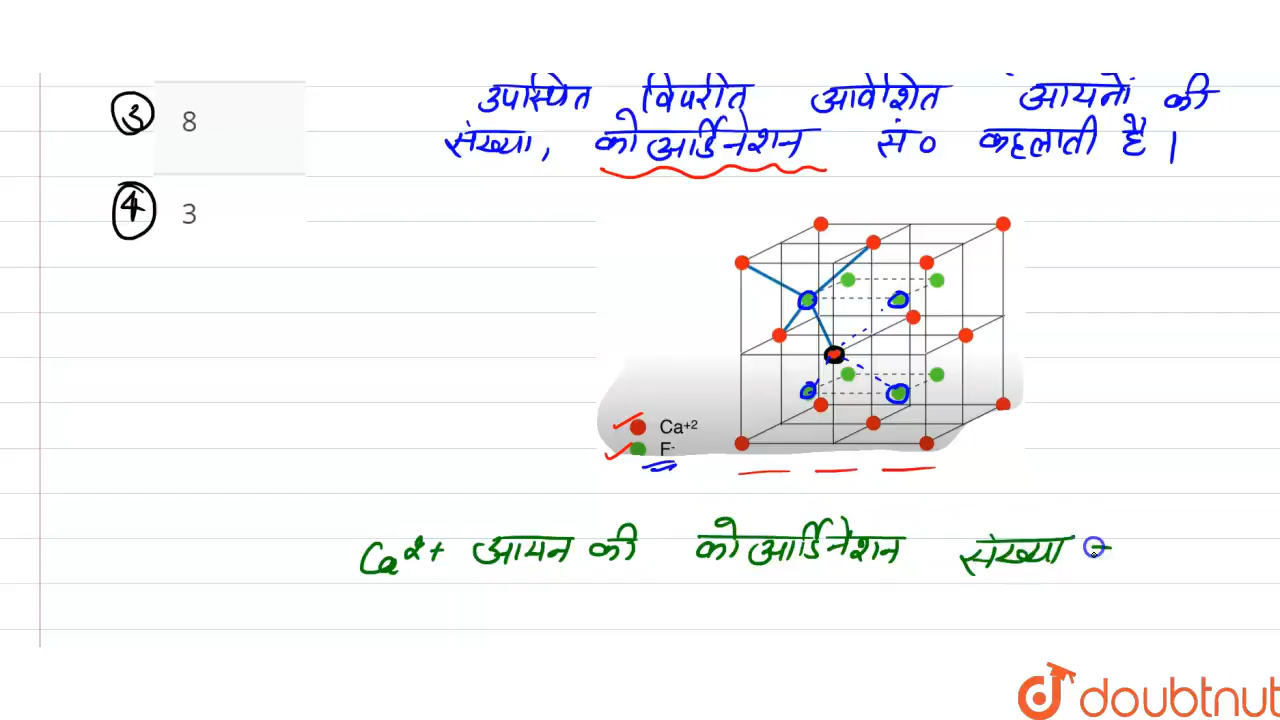 उपस्थित विपरीत आवेशित आयनों की
③ 8
संख्या, कोआर्डिनेशन सं० कहलाती है।
④ 3
Ca+2
F-
Ca2+ आयन की कोआर्डिनेशन संख्या =
doubtnut